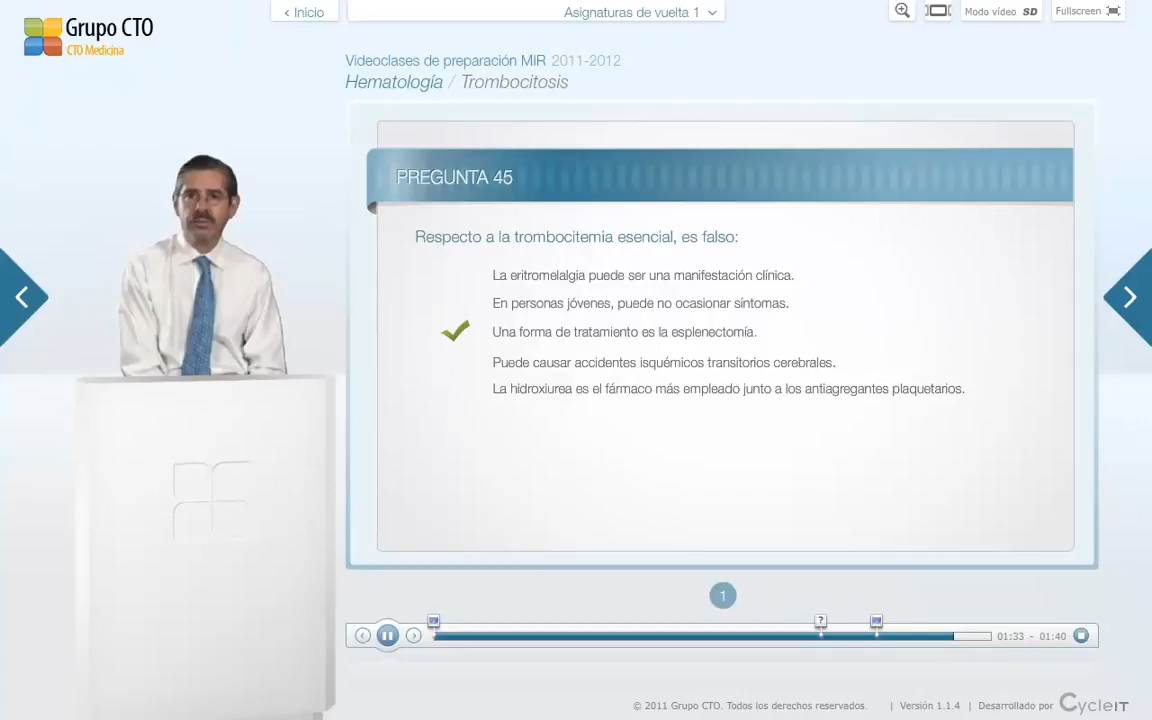 Grupo CTO
CTO Medicina
‹ Inicio
Asignaturas de vuelta 1
Modo vídeo SD
Fullscreen
Videoclases de preparación MIR 2011-2012
Hematología / Trombocitosis
PREGUNTA 45
Respecto a la trombocitemia esencial, es falso:
La eritromelalgia puede ser una manifestación clínica.
En personas jóvenes, puede no ocasionar síntomas.
Una forma de tratamiento es la esplenectomía.
Puede causar accidentes isquémicos transitorios cerebrales.
La hidroxiurea es el fármaco más empleado junto a los antiagregantes plaquetarios.
1
?
01:33 - 01:40
© 2011 Grupo CTO. Todos los derechos reservados. | Versión 1.1.4 | Desarrollado por CycleIT